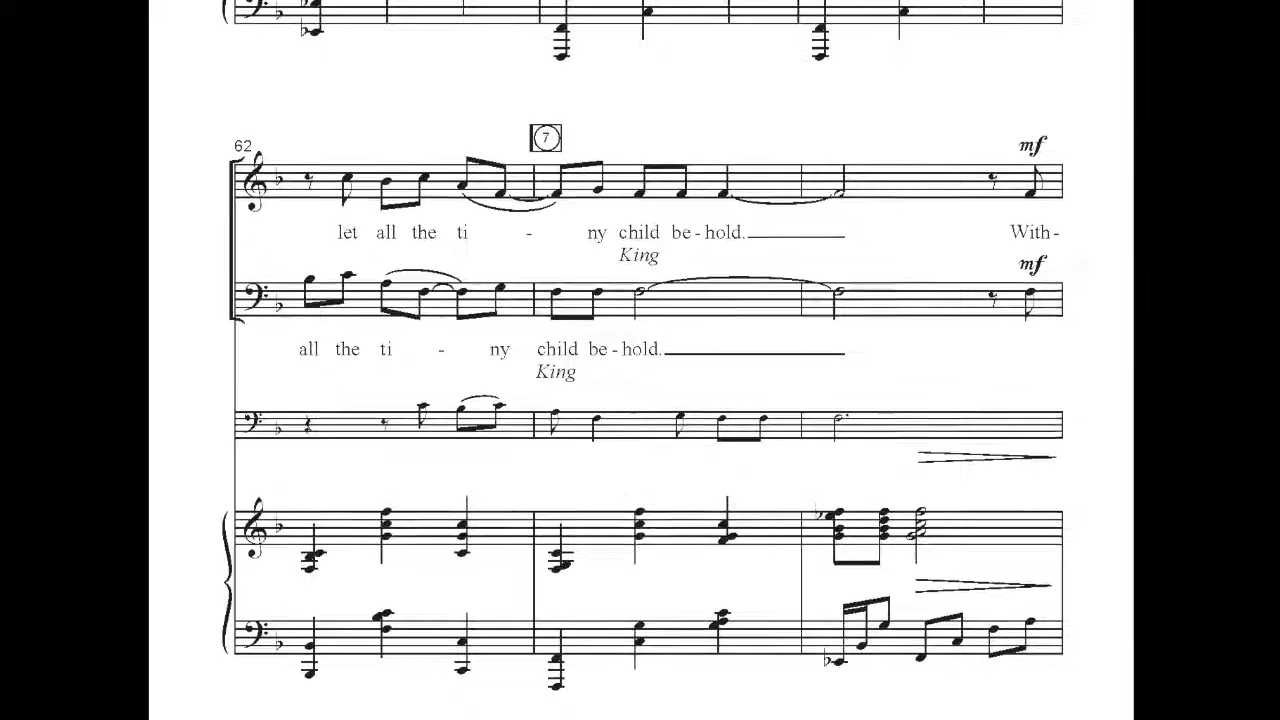 62
7
mf
let all the ti - ny child be - hold. With-
King
mf
all the ti - ny child be - hold.
King